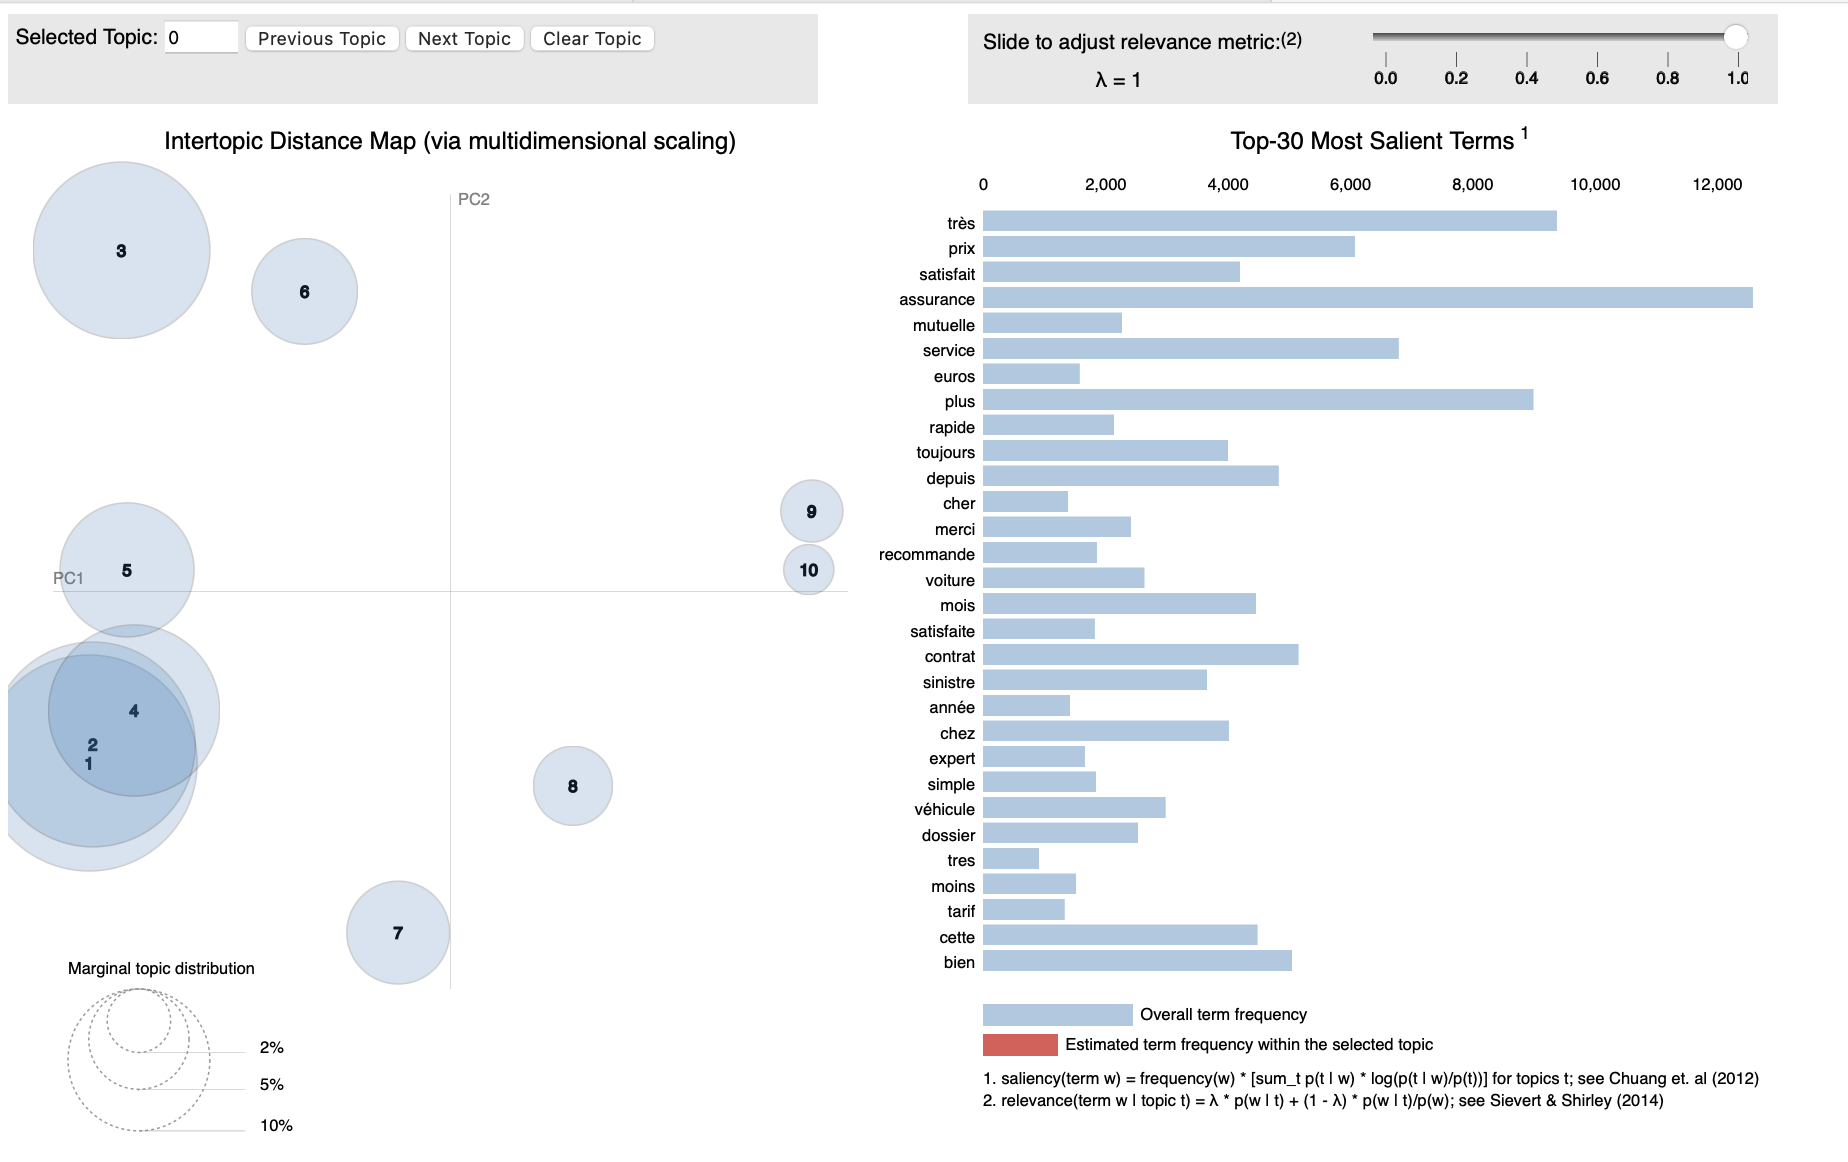 Selected Topic: 0 Previous Topic Next Topic Clear Topic
Slide to adjust relevance metric:(2)
λ = 1
0.0 0.2 0.4 0.6 0.8 1.0
Intertopic Distance Map (via multidimensional scaling)
PC2
3
6
9
10
5
PC1
4
2
1
8
7
Marginal topic distribution
2%
5%
10%
Top-30 Most Salient Terms 1
0 2,000 4,000 6,000 8,000 10,000 12,000
très
prix
satisfait
assurance
mutuelle
service
euros
plus
rapide
toujours
depuis
cher
merci
recommande
voiture
mois
satisfaite
contrat
sinistre
année
chez
expert
simple
véhicule
dossier
tres
moins
tarif
cette
bien
Overall term frequency
Estimated term frequency within the selected topic
1. saliency(term w) = frequency(w) * [sum_t p(t | w) * log(p(t | w)/p(t))] for topics t; see Chuang et. al (2012)
2. relevance(term w | topic t) = λ * p(w | t) + (1 - λ) * p(w | t)/p(w); see Sievert & Shirley (2014)